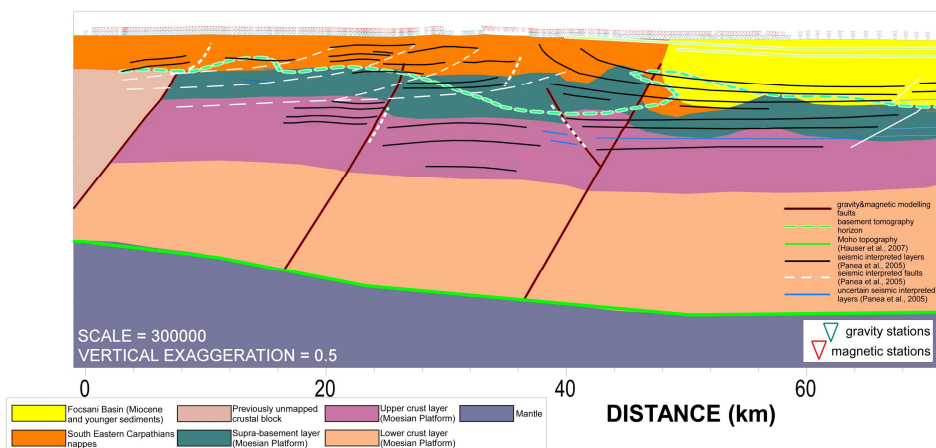 gravity&magnetic modelling
faults
basement tomography
horizon
Moho topography
(Hauser et al., 2007)
seismic interpreted layers
(Panea et al., 2005)
seismic interpreted faults
(Panea et al., 2005)
uncertain seismic interpreted
layers (Panea et al., 2005)
SCALE = 300000
VERTICAL EXAGGERATION = 0.5
gravity stations
magnetic stations
0 20 40 60
DISTANCE (km)
Focsani Basin (Miocene
and younger sediments)
Previously unmapped
crustal block
Upper crust layer
(Moesian Platform)
Mantle
South Eastern Carpathians
nappes
Supra-basement layer
(Moesian Platform)
Lower crust layer
(Moesian Platform)